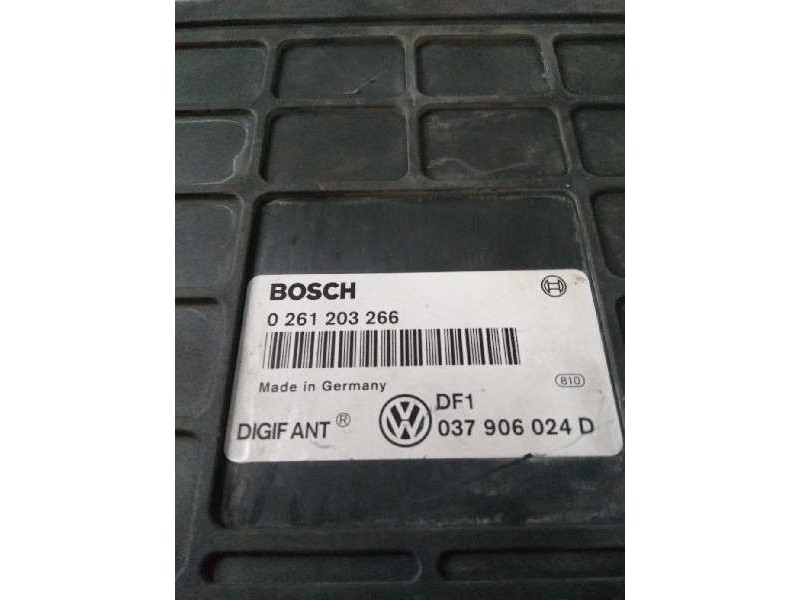 BOSCH
0 261 203 266
Made in Germany
810
DF1
DIGIFANT®
037 906 024 D